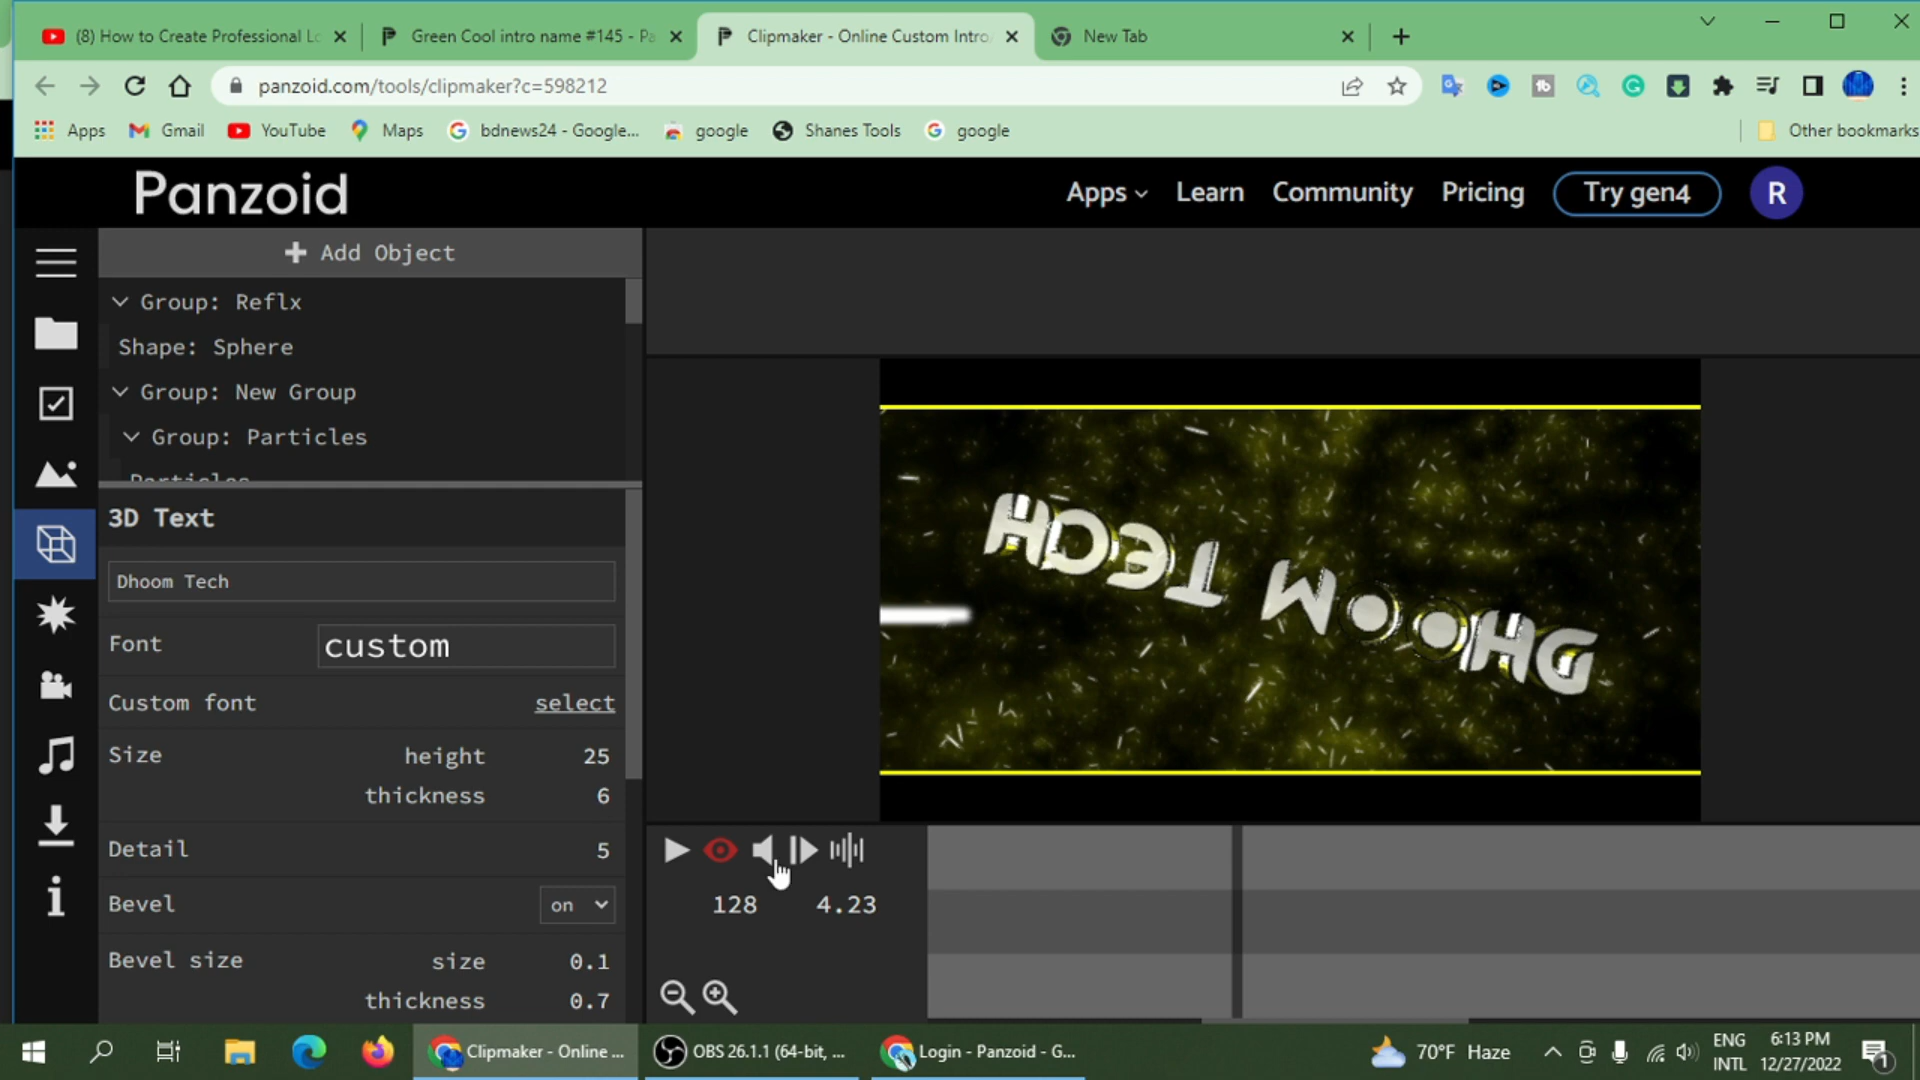 (8) How to Create Professional Lo
Green Cool intro name #145 - Pa
Clipmaker - Online Custom Intro
New Tab
panzoid.com/tools/clipmaker?c=598212
Apps
Gmail
YouTube
Maps
bdnews24 - Google...
google
Shanes Tools
google
Other bookmarks
Panzoid
Apps
Learn
Community
Pricing
Try gen4
R
Add Object
Group: Reflx
Shape: Sphere
Group: New Group
Group: Particles
Particles
3D Text
Dhoom Tech
Font custom
Custom font select
Size height 25
thickness 6
Detail 5
Bevel on
Bevel size size 0.1
thickness 0.7
DHOOM TECH
128 4.23
Clipmaker - Online ...
OBS 26.1.1 (64-bit, ...
Login - Panzoid - G...
70°F Haze
ENG
INTL
6:13 PM
12/27/2022
1